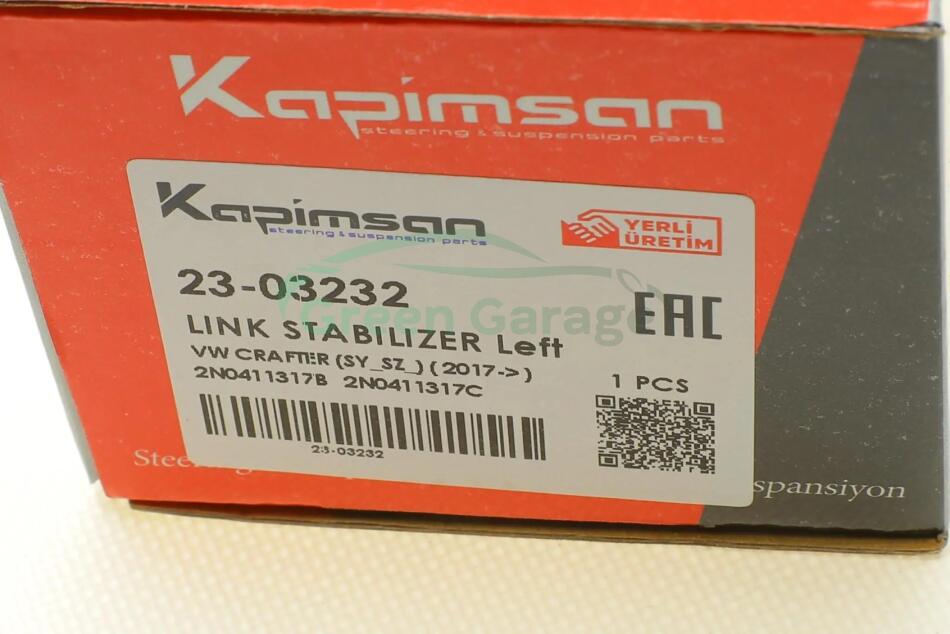 Kapimsan
steering & suspension parts
Kapimsan
steering & suspension parts
YERLİ
ÜRETİM
23-03232
EAC
Green Garage
LINK STABILIZER Left
VW CRAFTER (SY_SZ_) (2017->)
1 PCS
2N0411317B 2N0411317C
23-03232
spansiyon